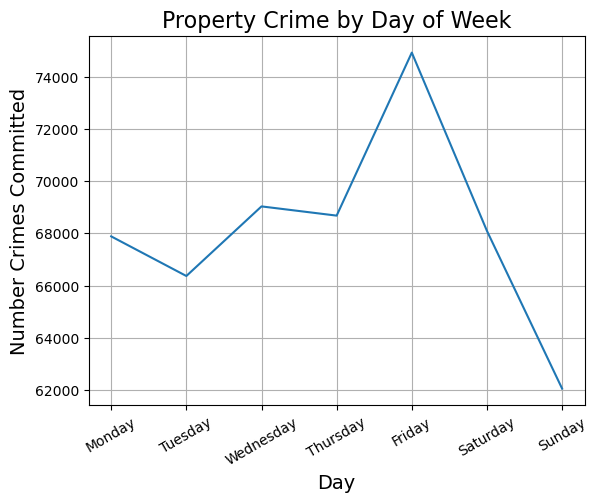 Property Crime by Day of Week
Number Crimes Committed
74000
72000
70000
68000
66000
64000
62000
Monday
Tuesday
Wednesday
Thursday
Friday
Saturday
Sunday
Day